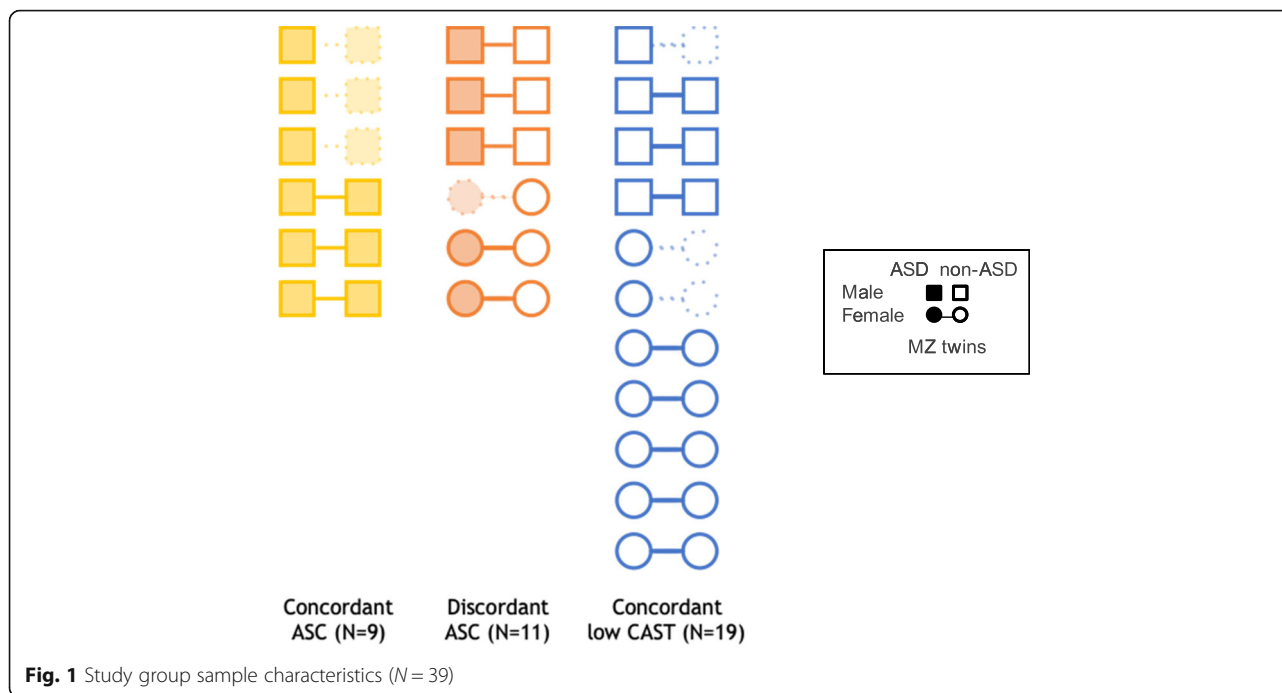 ASD non-ASD
Male
Female
MZ twins
Concordant
ASC (N=9)
Discordant
ASC (N=11)
Concordant
low CAST (N=19)
Fig. 1 Study group sample characteristics (N = 39)